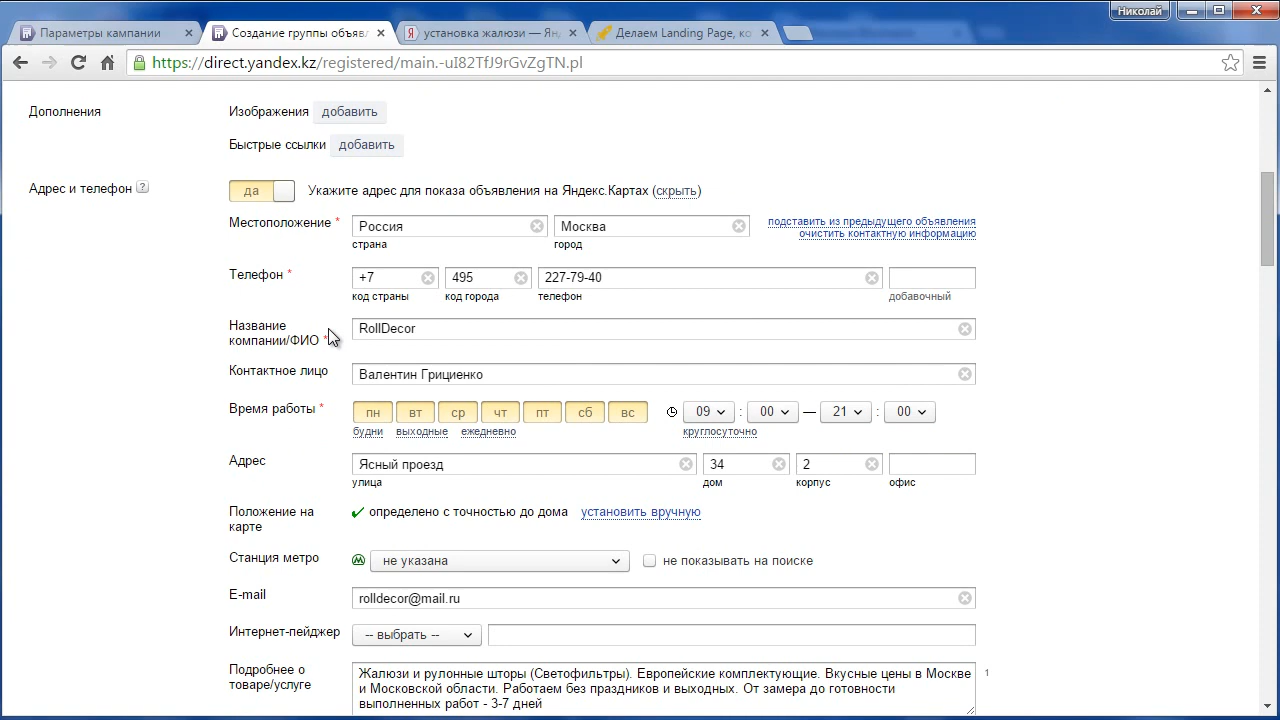 Николай
Параметры кампании
Создание группы объявл
установка жалюзи — Ян
Делаем Landing Page, ко
https://direct.yandex.kz/registered/main.-uI82TfJ9rGvZgTN.pl
Дополнения
Изображения добавить
Быстрые ссылки добавить
Адрес и телефон ?
да Укажите адрес для показа объявления на Яндекс.Картах (скрыть)
Местоположение * Россия Москва подставить из предыдущего объявления
страна город очистить контактную информацию
Телефон * +7 495 227-79-40
код страны код города телефон добавочный
Название
компании/ФИО * RollDecor
Контактное лицо Валентин Грициенко
Время работы * пн вт ср чт пт сб вс 09 : 00 — 21 : 00
будни выходные ежедневно круглосуточно
Адрес Ясный проезд 34 2
улица дом корпус офис
Положение на
карте определено с точностью до дома установить вручную
Станция метро не указана не показывать на поиске
E-mail rolldecor@mail.ru
Интернет-пейджер -- выбрать --
Подробнее о
товаре/услуге
Жалюзи и рулонные шторы (Светофильтры). Европейские комплектующие. Вкусные цены в Москве 1
и Московской области. Работаем без праздников и выходных. От замера до готовности
выполненных работ - 3-7 дней